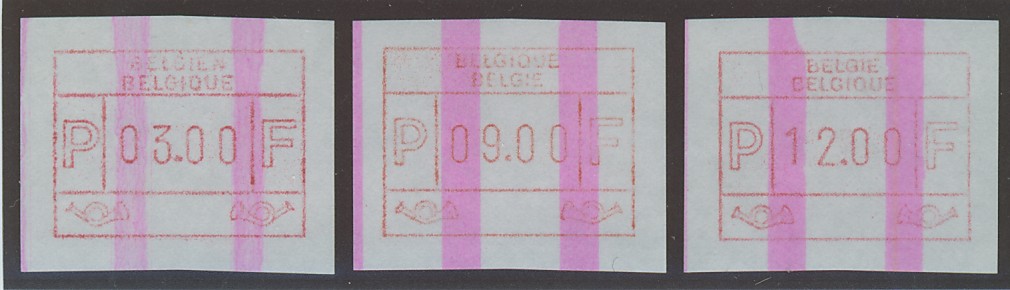 BELGIEN
BELGIQUE
P 03.00 F
BELGIQUE
BELGIE
P 09.00 F
BELGIE
BELGIQUE
P 12.00 F